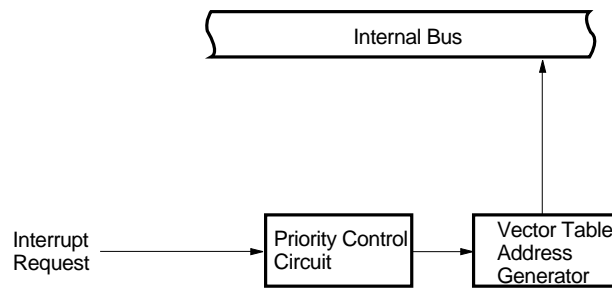 Internal Bus
Interrupt
Request
Priority Control
Circuit
Vector Table
Address
Generator